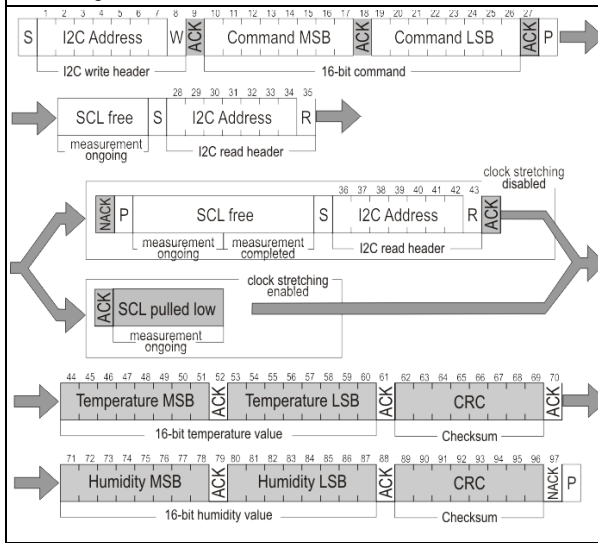 1 2 3 4 5 6 7 8 9 10 11 12 13 14 15 16 17 18 19 20 21 22 23 24 25 26 27
S I2C Address W ACK Command MSB ACK Command LSB ACK P
I2C write header 16-bit command
28 29 30 31 32 33 34 35
SCL free S I2C Address R
measurement ongoing I2C read header
clock stretching disabled
36 37 38 39 40 41 42 43
NACK P SCL free S I2C Address R ACK
measurement ongoing measurement completed I2C read header
clock stretching enabled
ACK SCL pulled low
measurement ongoing
44 45 46 47 48 49 50 51 52 53 54 55 56 57 58 59 60 61 62 63 64 65 66 67 68 69 70
Temperature MSB ACK Temperature LSB ACK CRC ACK
16-bit temperature value Checksum
71 72 73 74 75 76 77 78 79 80 81 82 83 84 85 86 87 88 89 90 91 92 93 94 95 96 97
Humidity MSB ACK Humidity LSB ACK CRC NACK P
16-bit humidity value Checksum